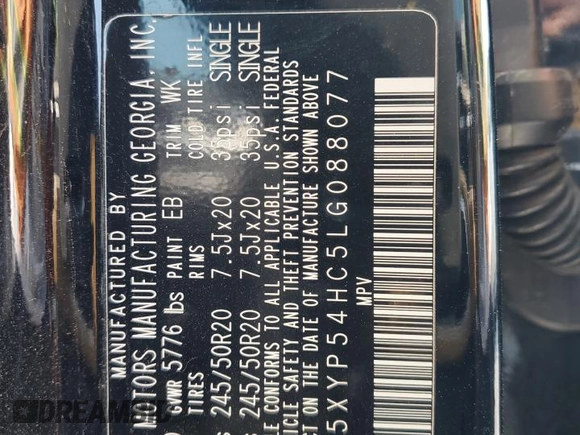 MANUFACTURED BY
MOTORS MANUFACTURING GEORGIA, INC.
GVWR 5776 lbs PAINT EB TRIM WK
TIRES RIMS COLD TIRE INFL
245/50R20 7.5Jx20 35psi SINGLE
245/50R20 7.5Jx20 35psi SINGLE
TO ALL APPLICABLE U.S.A. FEDERAL
VEHICLE SAFETY AND THEFT PREVENTION STANDARDS
ON THE DATE OF MANUFACTURE SHOWN ABOVE
5XYP54HC5LG088077
MPV